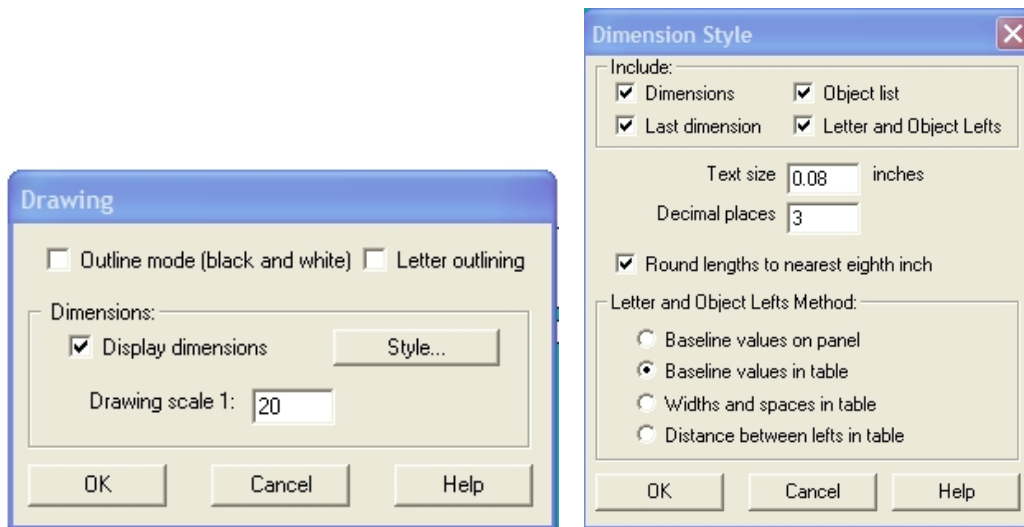 Drawing
Outline mode (black and white) Letter outlining
Dimensions:
Display dimensions Style...
Drawing scale 1: 20
OK Cancel Help
Dimension Style
Include:
Dimensions Object list
Last dimension Letter and Object Lefts
Text size 0.08 inches
Decimal places 3
Round lengths to nearest eighth inch
Letter and Object Lefts Method:
Baseline values on panel
Baseline values in table
Widths and spaces in table
Distance between lefts in table
OK Cancel Help